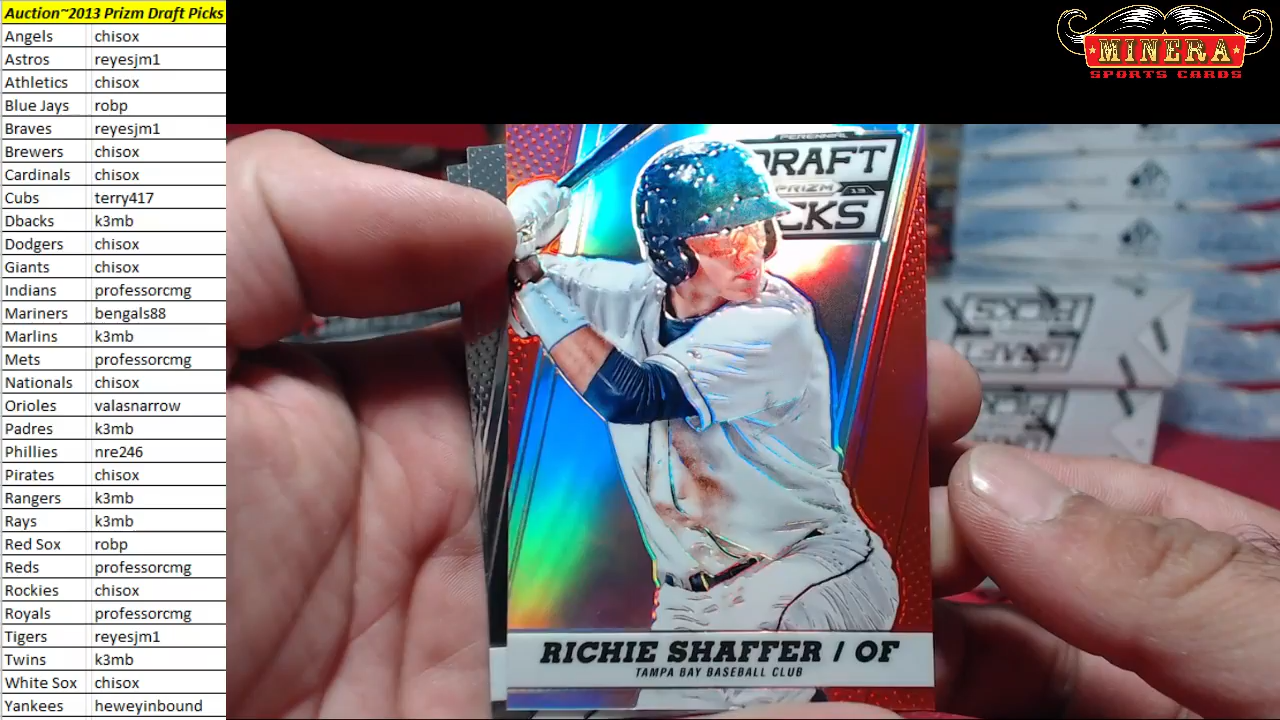 Auction~2013 Prizm Draft Picks
Angels chisox
Astros reyesjm1
Athletics chisox
Blue Jays robp
Braves reyesjm1
Brewers chisox
Cardinals chisox
Cubs terry417
Dbacks k3mb
Dodgers chisox
Giants chisox
Indians professorcmg
Mariners bengals88
Marlins k3mb
Mets professorcmg
Nationals chisox
Orioles valasnarrow
Padres k3mb
Phillies nre246
Pirates chisox
Rangers k3mb
Rays k3mb
Red Sox robp
Reds professorcmg
Rockies chisox
Royals professorcmg
Tigers reyesjm1
Twins k3mb
White Sox chisox
Yankees heweyinbound
MINERA
SPORTS CARDS
PERENNIAL
DRAFT
PRIZM 13
CKS
RICHIE SHAFFER / OF
TAMPA BAY BASEBALL CLUB
PICKS
DRAFT